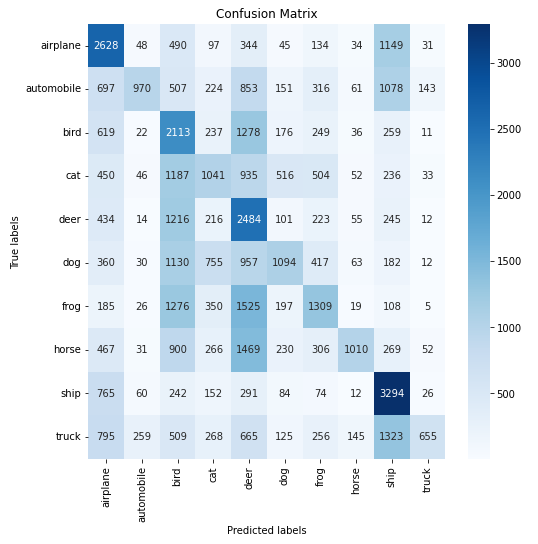 Confusion Matrix
airplane 2628 48 490 97 344 45 134 34 1149 31
automobile 697 970 507 224 853 151 316 61 1078 143
bird 619 22 2113 237 1278 176 249 36 259 11
cat 450 46 1187 1041 935 516 504 52 236 33
deer 434 14 1216 216 2484 101 223 55 245 12
dog 360 30 1130 755 957 1094 417 63 182 12
frog 185 26 1276 350 1525 197 1309 19 108 5
horse 467 31 900 266 1469 230 306 1010 269 52
ship 765 60 242 152 291 84 74 12 3294 26
truck 795 259 509 268 665 125 256 145 1323 655
airplane automobile bird cat deer dog frog horse ship truck
Predicted labels
True labels
3000
2500
2000
1500
1000
500